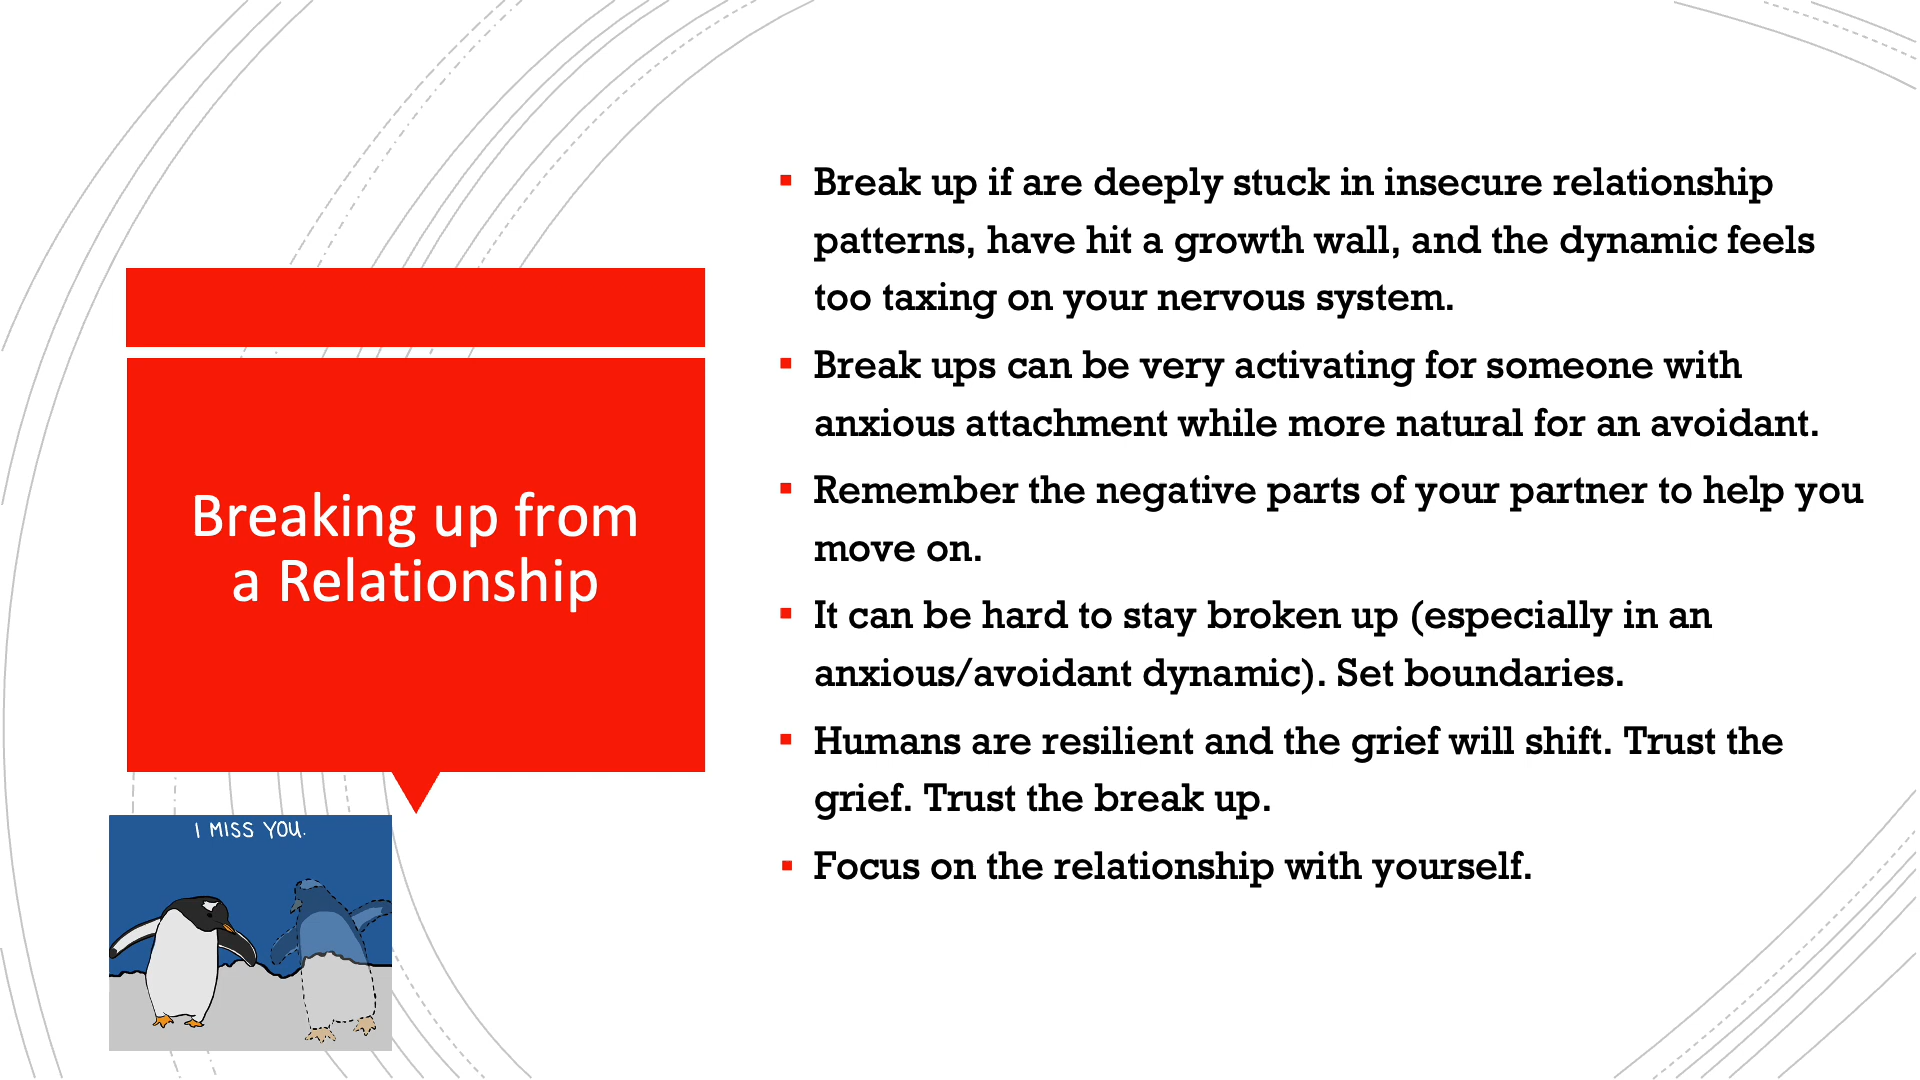 Breaking up from
a Relationship
I MISS YOU.
Break up if are deeply stuck in insecure relationship
patterns, have hit a growth wall, and the dynamic feels
too taxing on your nervous system.
Break ups can be very activating for someone with
anxious attachment while more natural for an avoidant.
Remember the negative parts of your partner to help you
move on.
It can be hard to stay broken up (especially in an
anxious/avoidant dynamic). Set boundaries.
Humans are resilient and the grief will shift. Trust the
grief. Trust the break up.
Focus on the relationship with yourself.